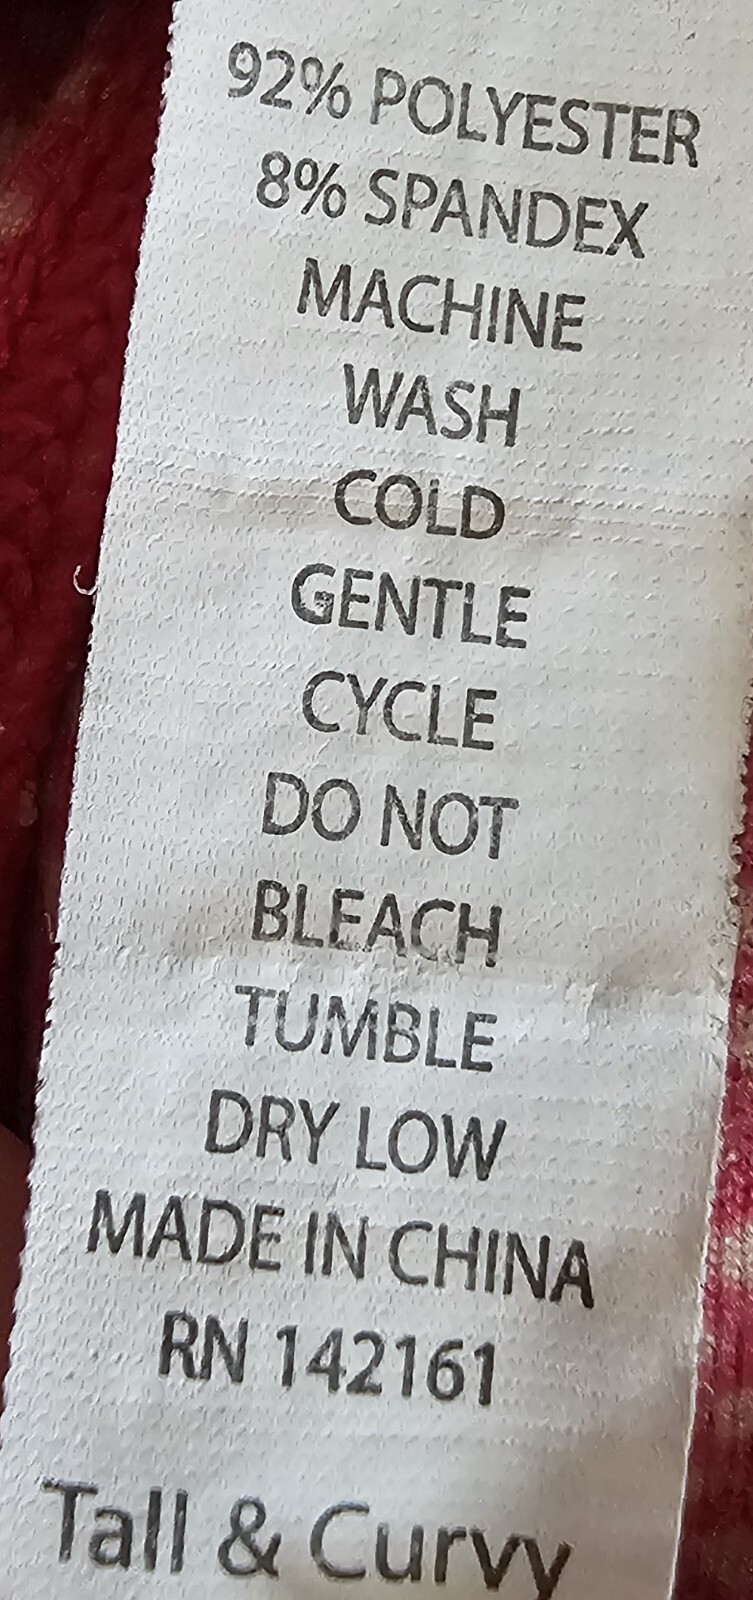 92% POLYESTER
8% SPANDEX
MACHINE
WASH
COLD
GENTLE
CYCLE
DO NOT
BLEACH
TUMBLE
DRY LOW
MADE IN CHINA
RN 142161
Tall & Curvy